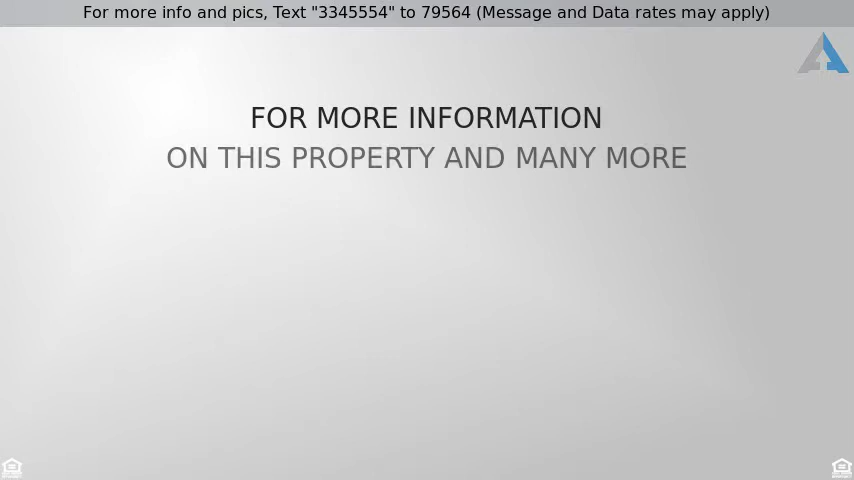 For more info and pics, Text "3345554" to 79564 (Message and Data rates may apply)
FOR MORE INFORMATION
ON THIS PROPERTY AND MANY MORE